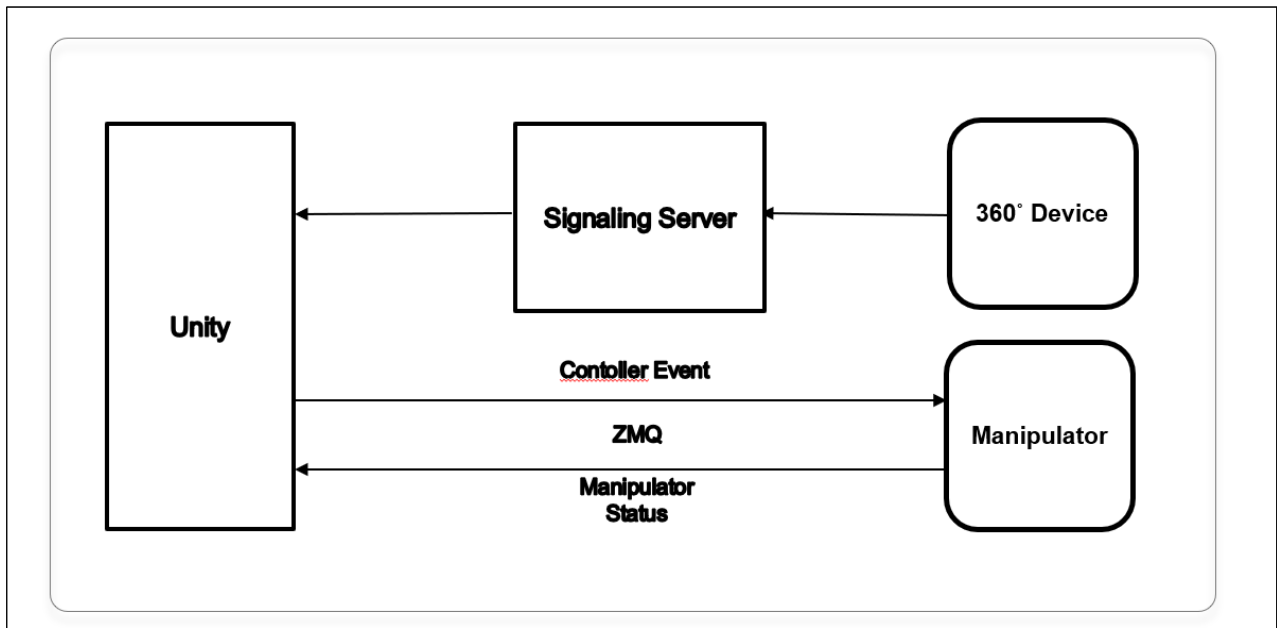 Signaling Server
360° Device
Unity
Contoller Event
ZMQ
Manipulator
Manipulator
Status